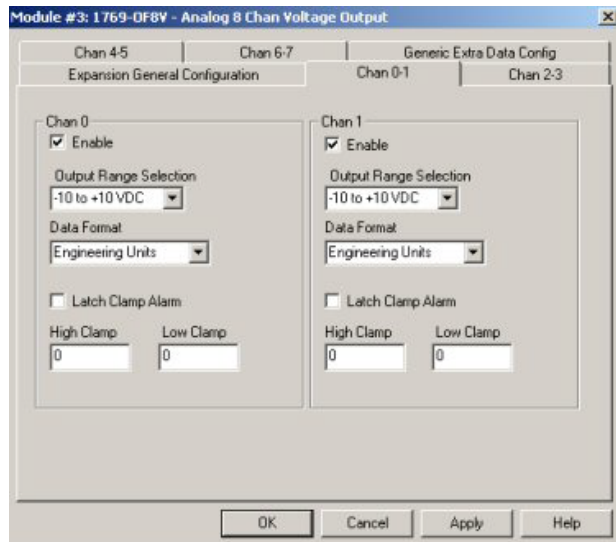 Module #3: 1769-OF8V - Analog 8 Chan Voltage Output
Chan 4-5 Chan 6-7 Generic Extra Data Config
Expansion General Configuration Chan 0-1 Chan 2-3
Chan 0
Enable
Output Range Selection
-10 to +10 VDC
Data Format
Engineering Units
Latch Clamp Alarm
High Clamp Low Clamp
0 0
Chan 1
Enable
Output Range Selection
-10 to +10 VDC
Data Format
Engineering Units
Latch Clamp Alarm
High Clamp Low Clamp
0 0
OK Cancel Apply Help